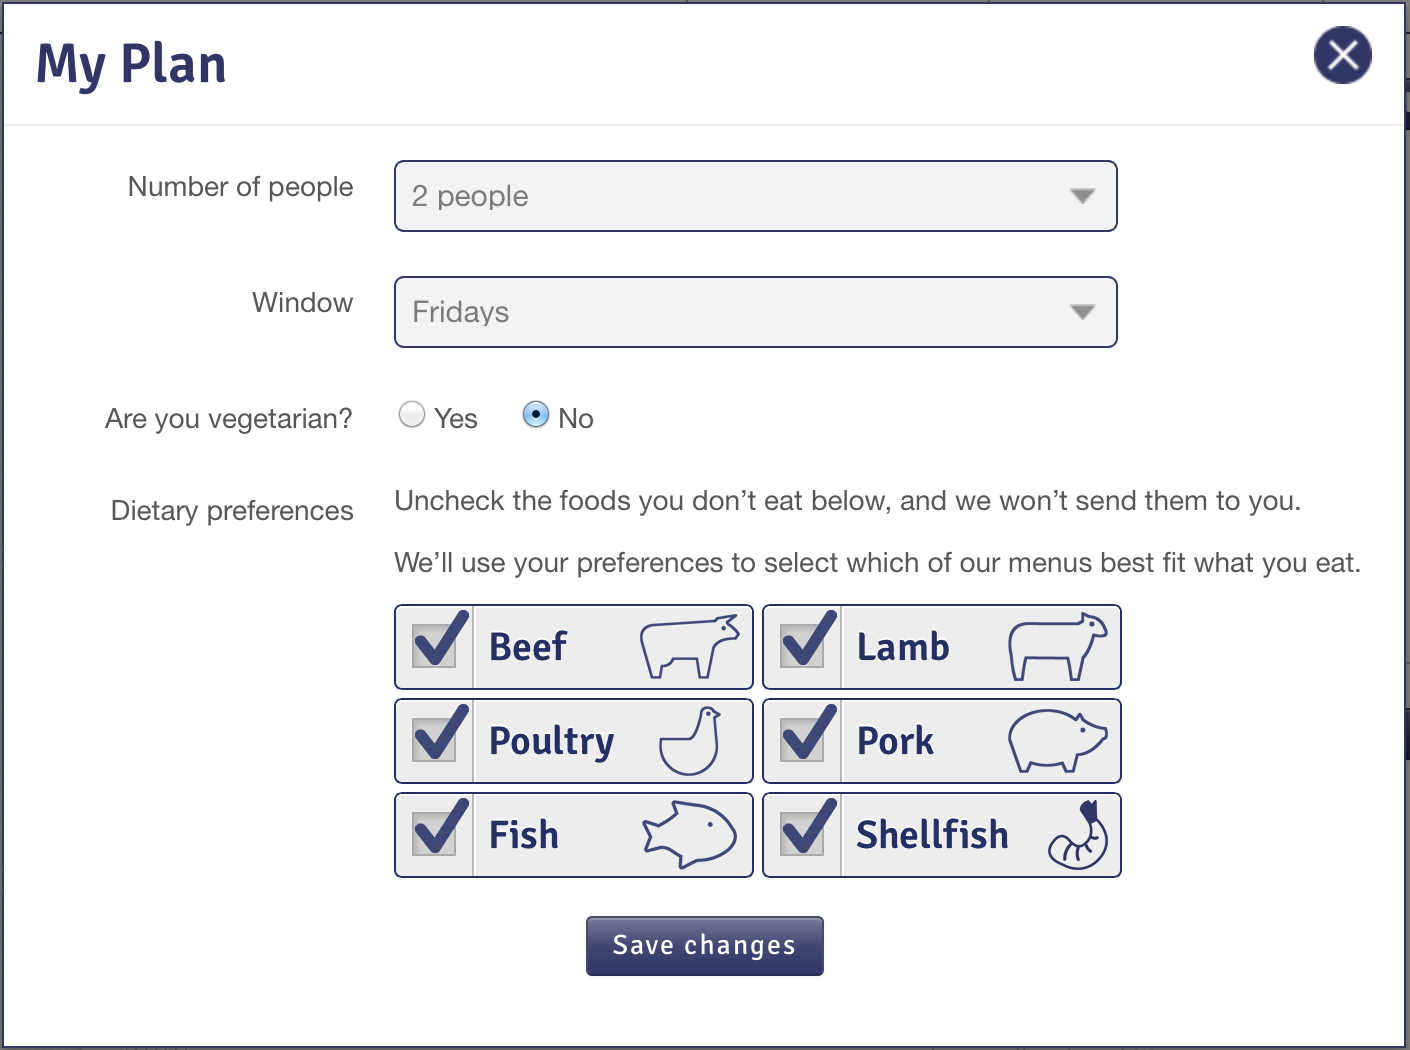 My Plan
Number of people
2 people
Window
Fridays
Are you vegetarian?
Yes
No
Dietary preferences
Uncheck the foods you don’t eat below, and we won’t send them to you.
We’ll use your preferences to select which of our menus best fit what you eat.
Beef
Lamb
Poultry
Pork
Fish
Shellfish
Save changes